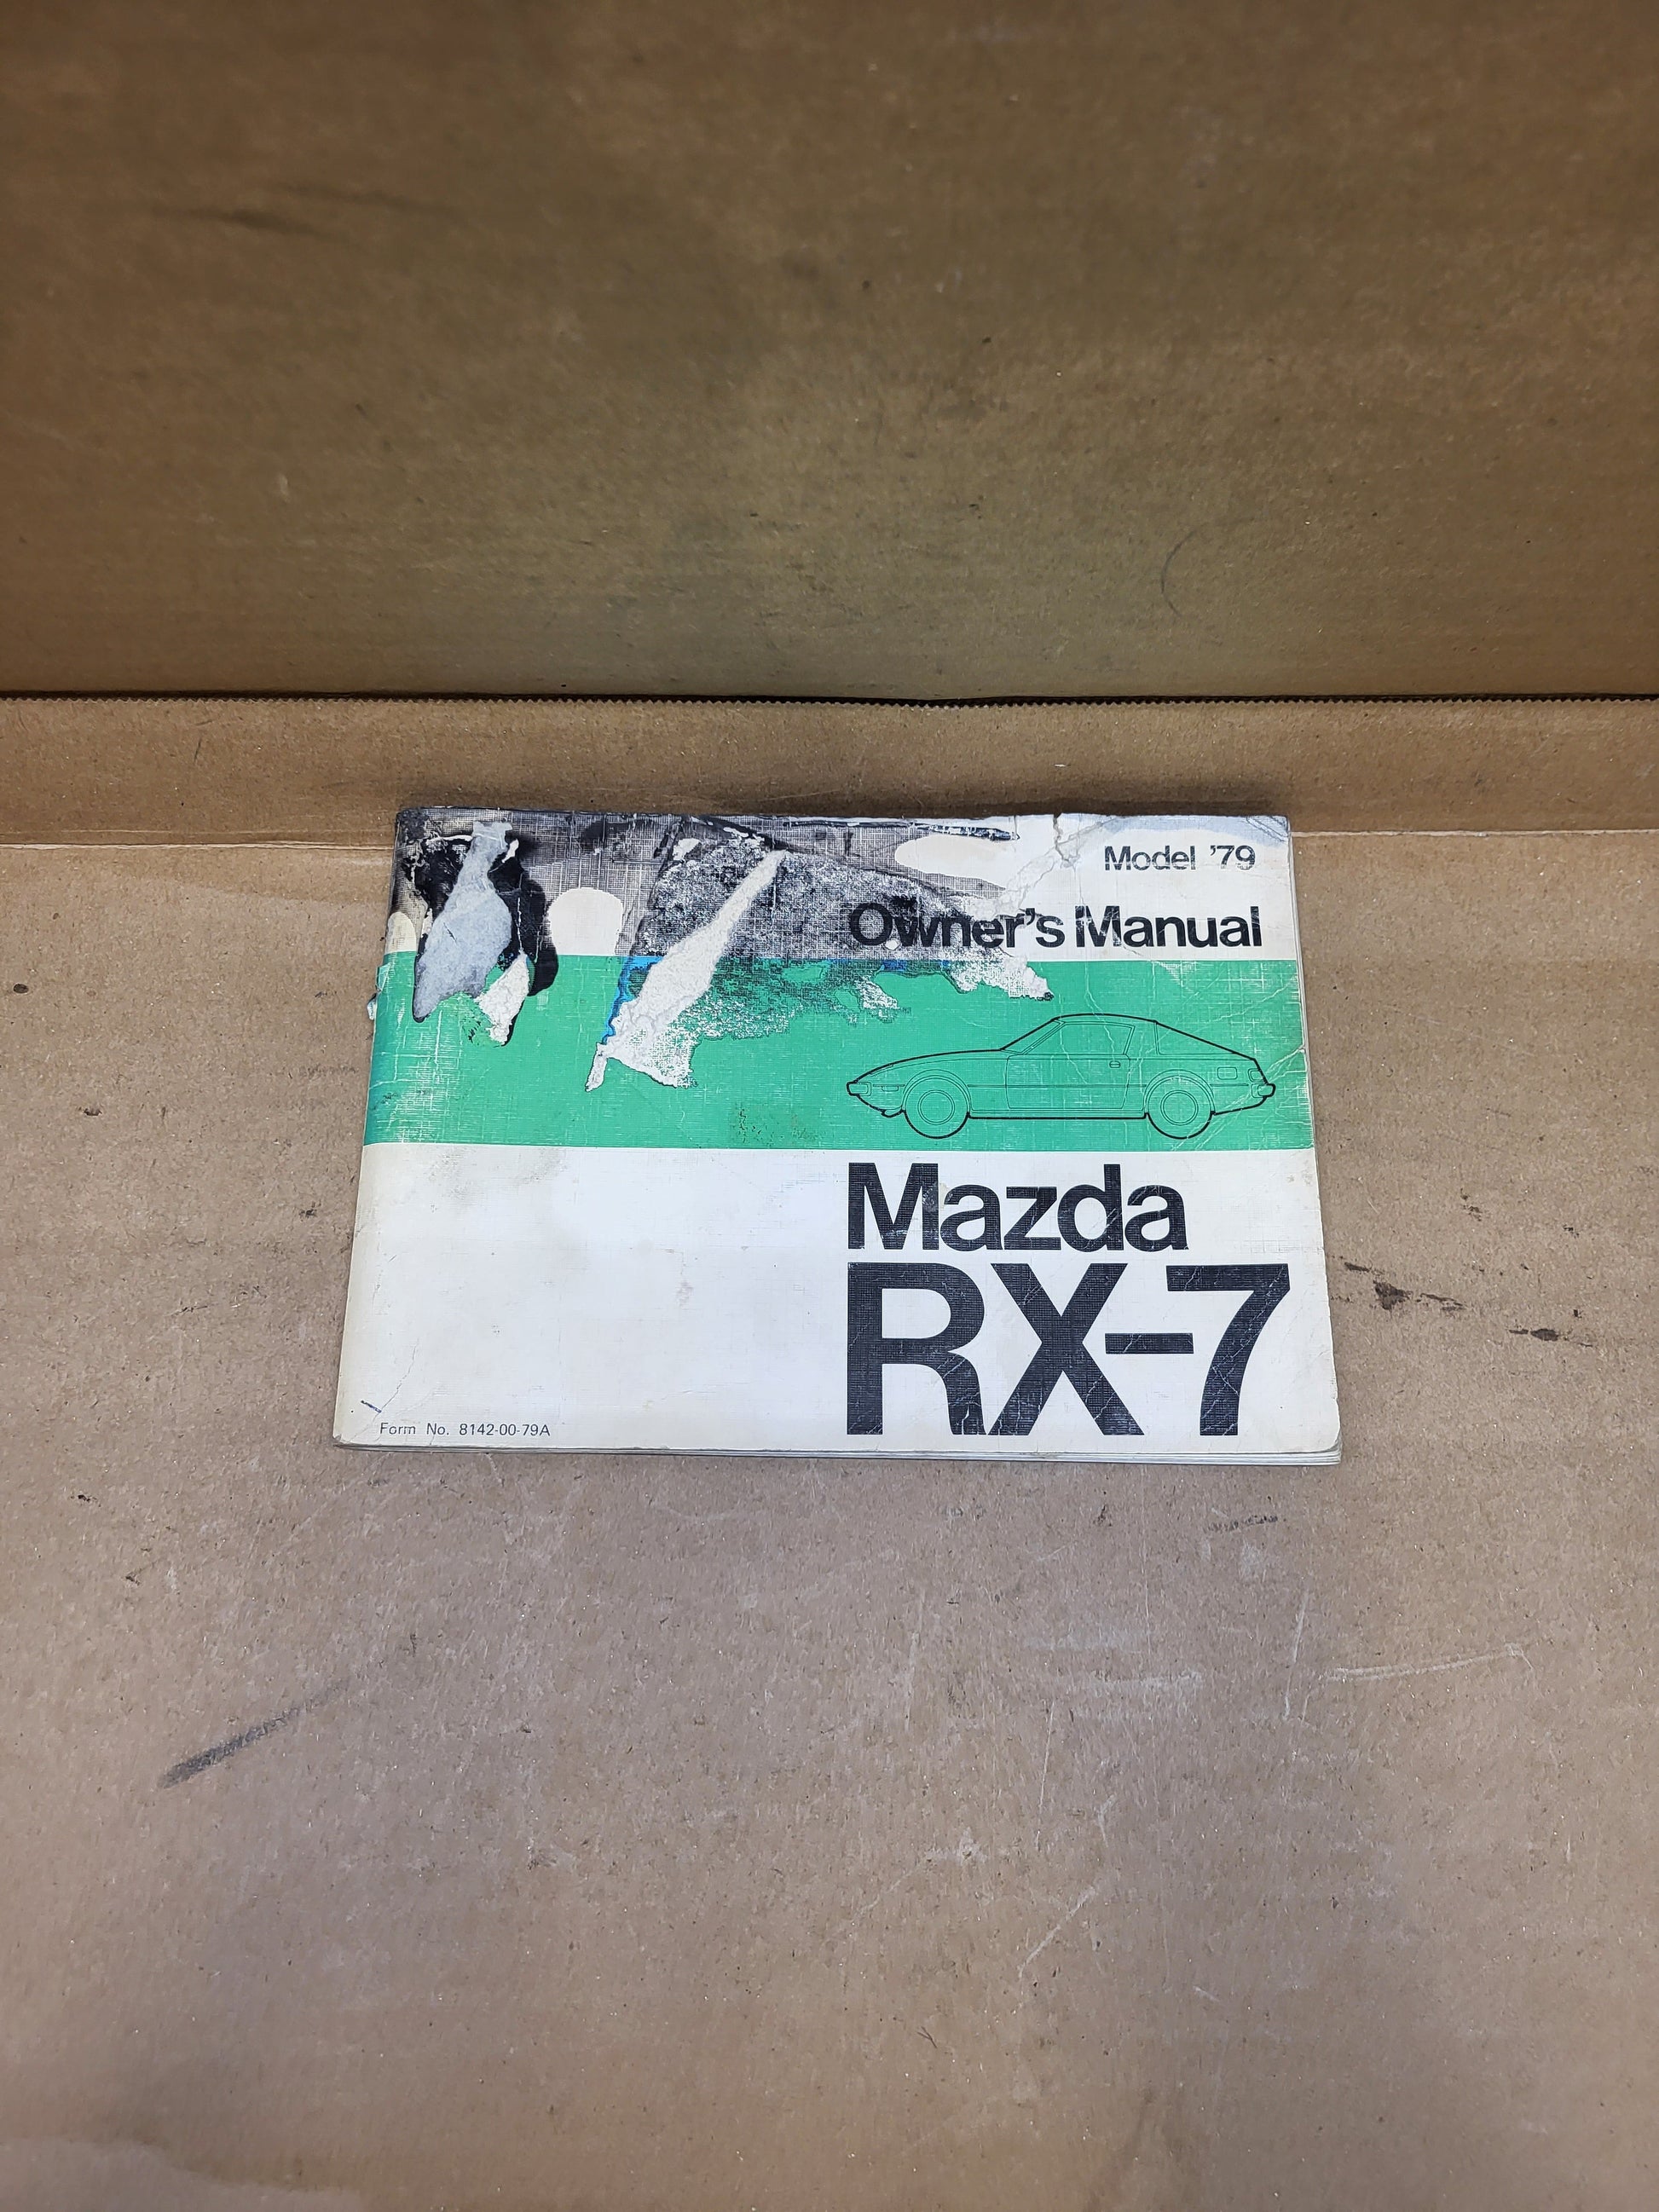 Model '79
Owner's Manual
Mazda
RX-7
Form No. 8142-00-79A